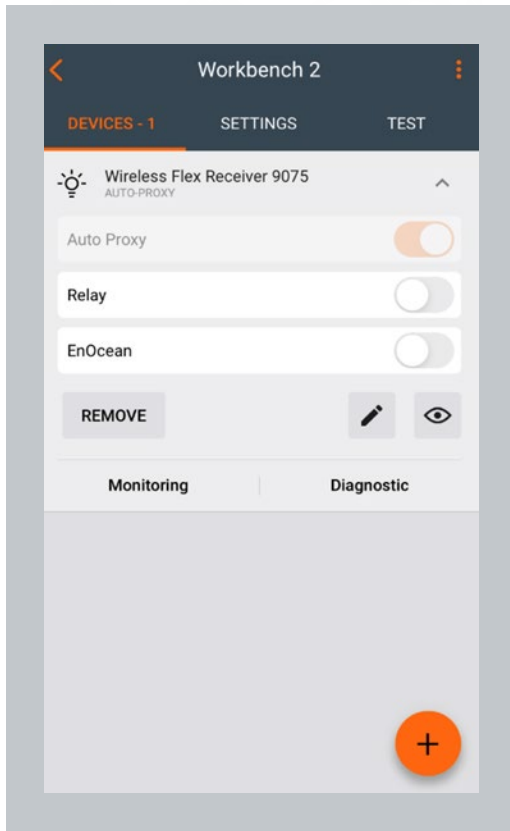 Workbench 2
DEVICES - 1 SETTINGS TEST
Wireless Flex Receiver 9075
AUTO-PROXY
Auto Proxy
Relay
EnOcean
REMOVE
Monitoring Diagnostic